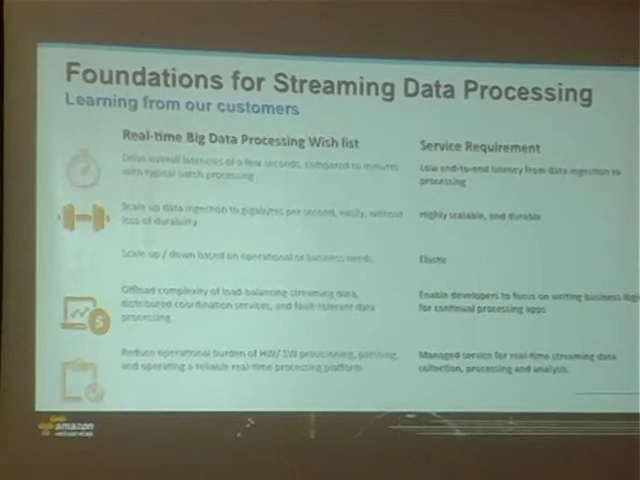 Foundations for Streaming Data Processing
Learning from our customers
Real-time Big Data Processing Wish list
Service Requirement
Drive overall latencies of a few seconds, compared to minutes
with typical batch processing
Low end-to-end latency from data ingestion to
processing
Scale up data ingestion to gigabytes per second, easily, without
loss of durability
Highly scalable, and durable
Scale up / down based on operational or business needs
Elastic
Offload complexity of load-balancing streaming data,
distributed coordination services, and fault-tolerant data
processing.
Enable developers to focus on writing business logi
for continual processing apps
Reduce operational burden of HW/ SW provisioning, patching,
and operating a reliable real-time processing platform
Managed service for real-time streaming data
collection, processing and analysis.
amazon